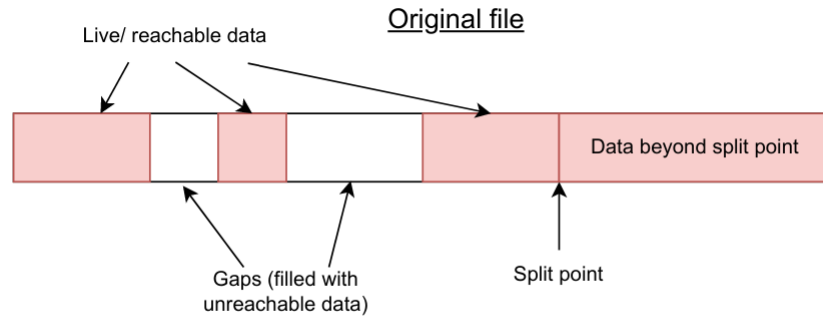 Original file
Live/ reachable data
Data beyond split point
Gaps (filled with
unreachable data)
Split point